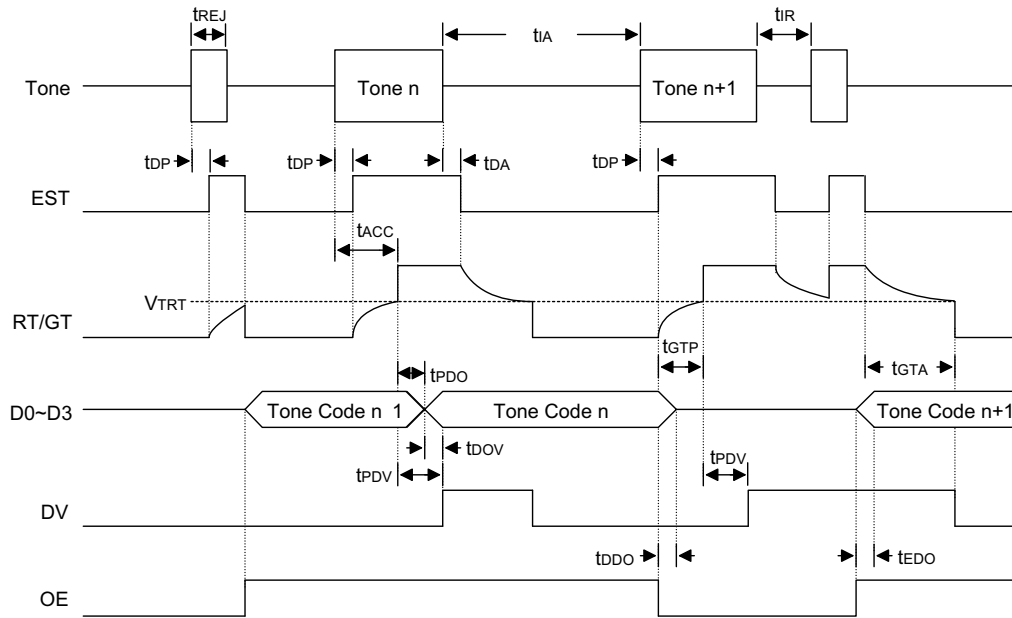 tREJ
tIA
tIR
Tone
Tone n
Tone n+1
tDP
tDP
tDA
tDP
EST
tACC
VTRT
RT/GT
tGTP
tGTA
tPDO
D0~D3
Tone Code n 1
Tone Code n
Tone Code n+1
tDOV
tPDV
tPDV
DV
tDDO
tEDO
OE